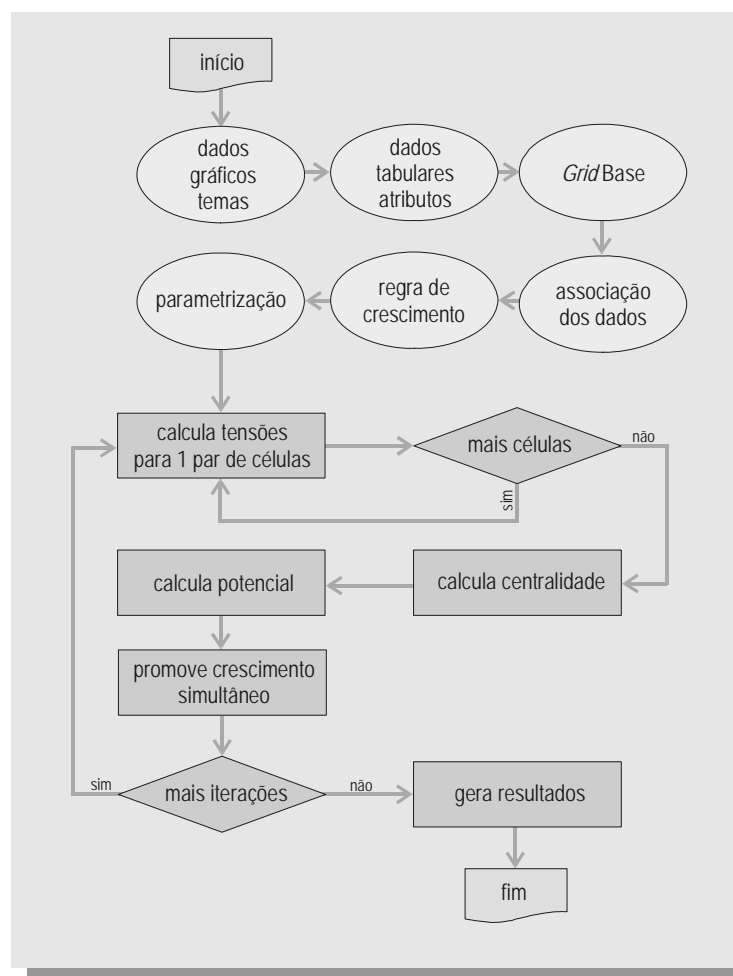 início
dados
gráficos
temas
dados
tabulares
atributos
Grid Base
associação
dos dados
regra de
crescimento
parametrização
calcula tensões
para 1 par de células
mais células
não
sim
calcula centralidade
calcula potencial
promove crescimento
simultâneo
mais iterações
sim
não
gera resultados
fim